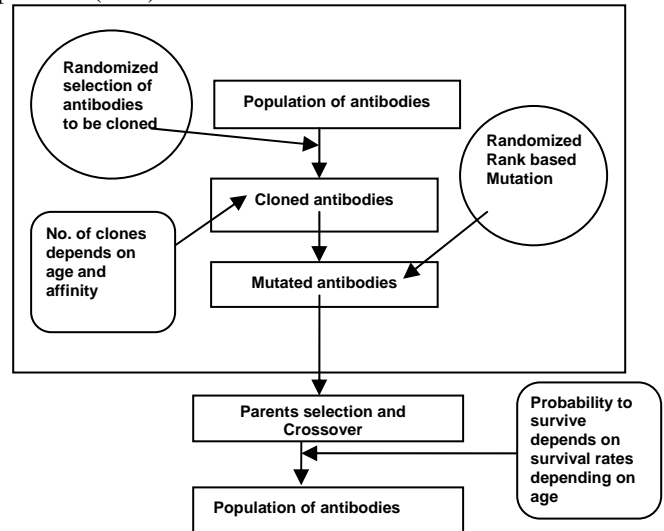 Randomized
selection of
antibodies
to be cloned
Population of antibodies
Randomized
Rank based
Mutation
Cloned antibodies
No. of clones
depends on
age and
affinity
Mutated antibodies
Parents selection and
Crossover
Probability to
survive
depends on
survival rates
depending on
age
Population of antibodies